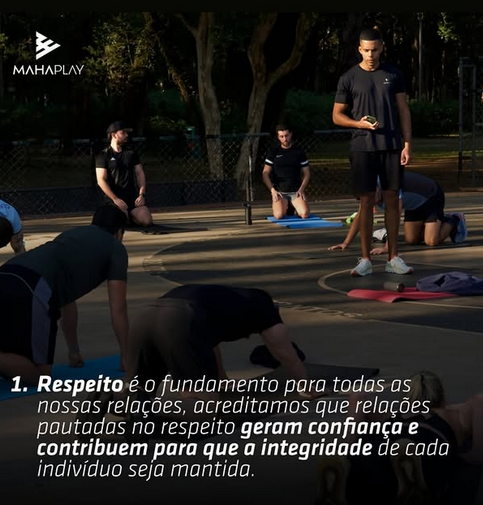 MAHAPLAY
1. Respeito é o fundamento para todas as
nossas relações, acreditamos que relações
pautadas no respeito geram confiança e
contribuem para que a integridade de cada
indivíduo seja mantida.